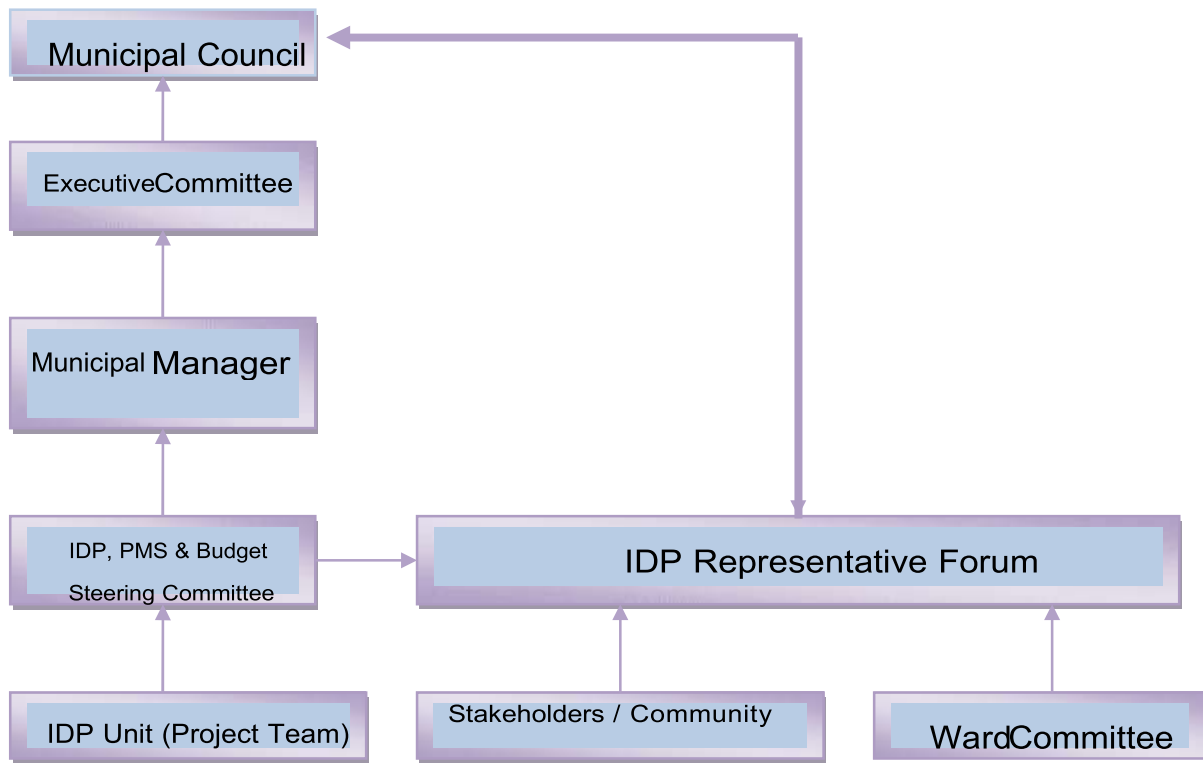 Municipal Council
ExecutiveCommittee
Municipal Manager
IDP, PMS & Budget
Steering Committee
IDP Representative Forum
IDP Unit (Project Team)
Stakeholders / Community
WardCommittee